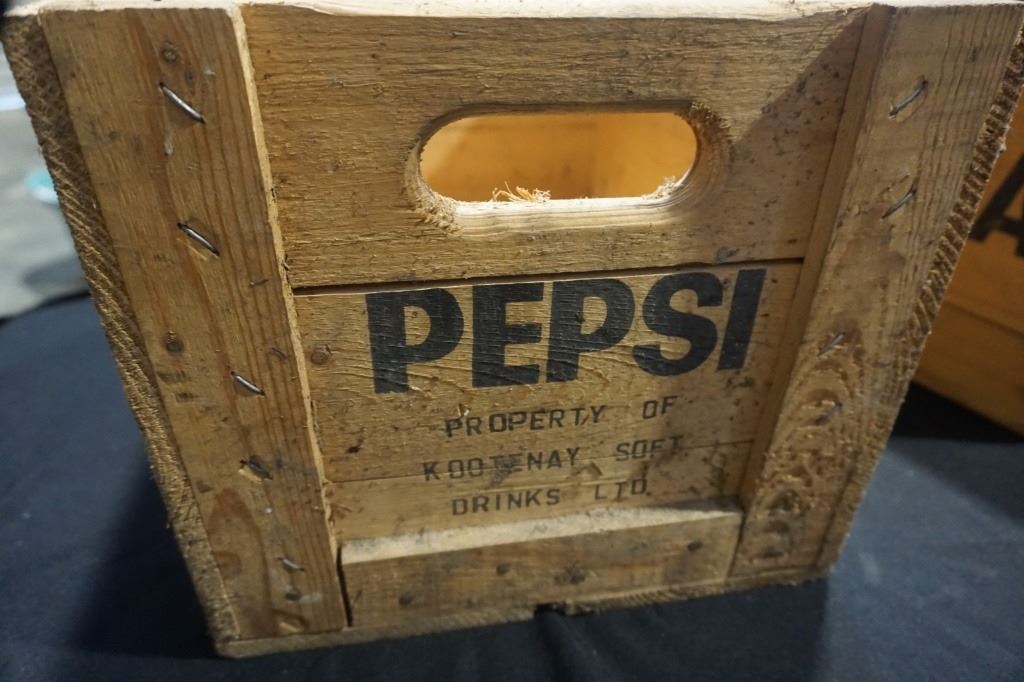 PEPSI
PROPERTY OF
KOOTENAY SOFT
DRINKS LTD.